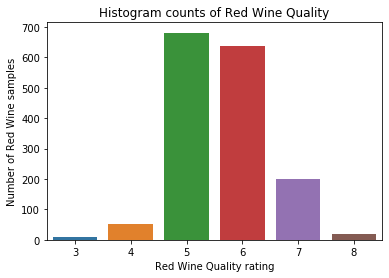 Histogram counts of Red Wine Quality
Number of Red Wine samples
700
600
500
400
300
200
100
0
3 4 5 6 7 8
Red Wine Quality rating